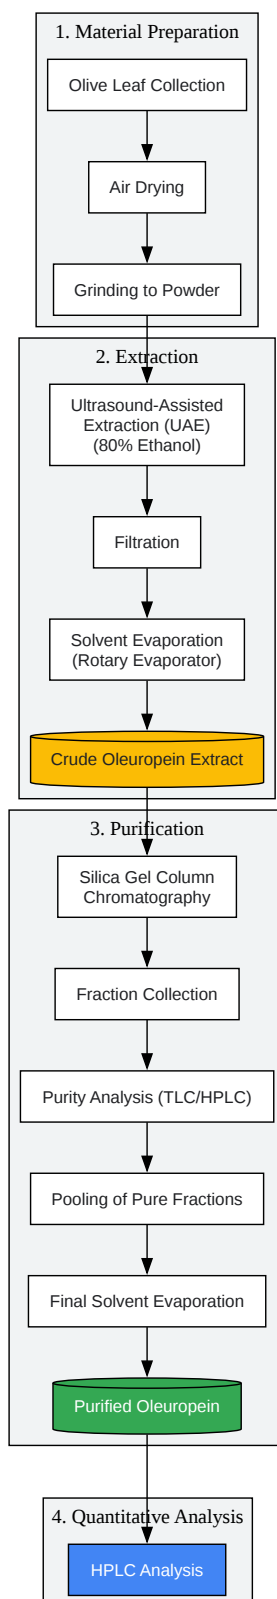 1. Material Preparation
Olive Leaf Collection
Air Drying
Grinding to Powder
2. Extraction
Ultrasound-Assisted
Extraction (UAE)
(80% Ethanol)
Filtration
Solvent Evaporation
(Rotary Evaporator)
Crude Oleuropein Extract
3. Purification
Silica Gel Column
Chromatography
Fraction Collection
Purity Analysis (TLC/HPLC)
Pooling of Pure Fractions
Final Solvent Evaporation
Purified Oleuropein
4. Quantitative Analysis
HPLC Analysis